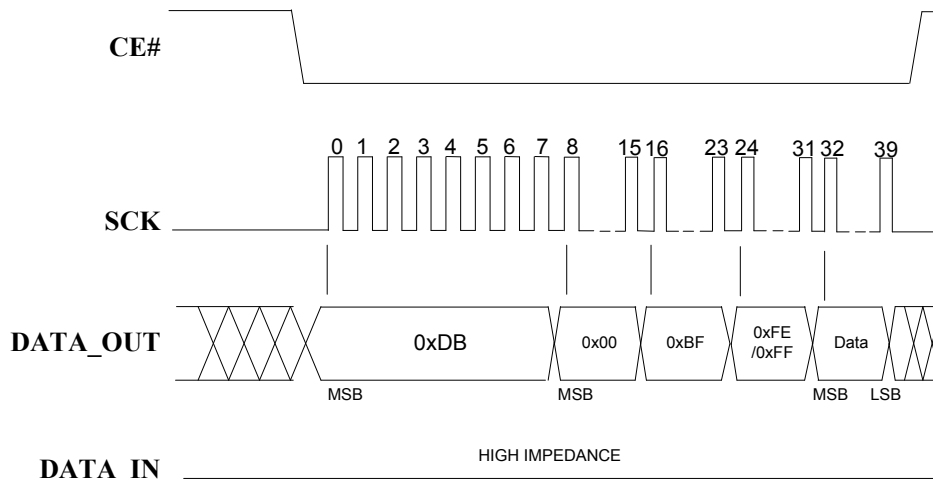 CE#
0 1 2 3 4 5 6 7 8 15 16 23 24 31 32 39
SCK
DATA_OUT
0xDB
0x00
0xBF
0xFE
/0xFF
Data
MSB MSB MSB LSB
HIGH IMPEDANCE
DATA_IN